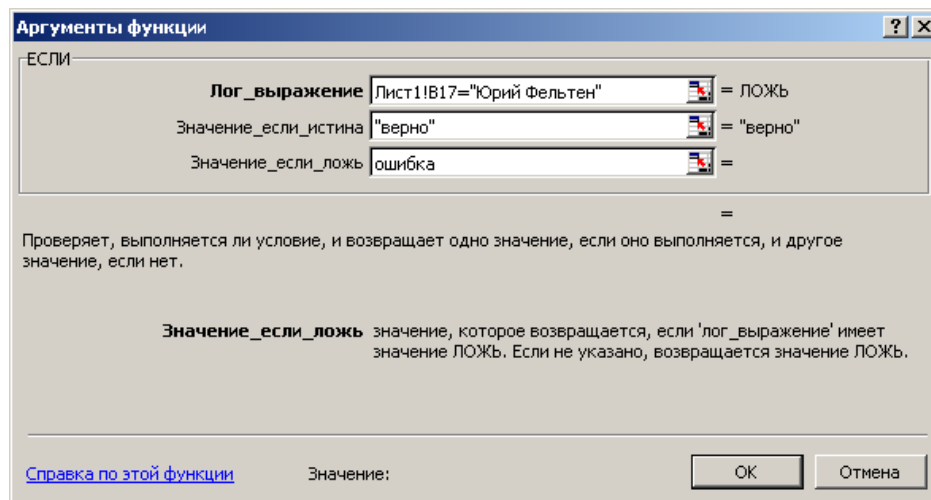 Аргументы функции
ЕСЛИ
Лог_выражение Лист1!В17="Юрий Фельтен" = ЛОЖЬ
Значение_если_истина "верно" = "верно"
Значение_если_ложь ошибка =
=
Проверяет, выполняется ли условие, и возвращает одно значение, если оно выполняется, и другое
значение, если нет.
Значение_если_ложь значение, которое возвращается, если 'лог_выражение' имеет
значение ЛОЖЬ. Если не указано, возвращается значение ЛОЖЬ.
Справка по этой функции Значение: ОК Отмена